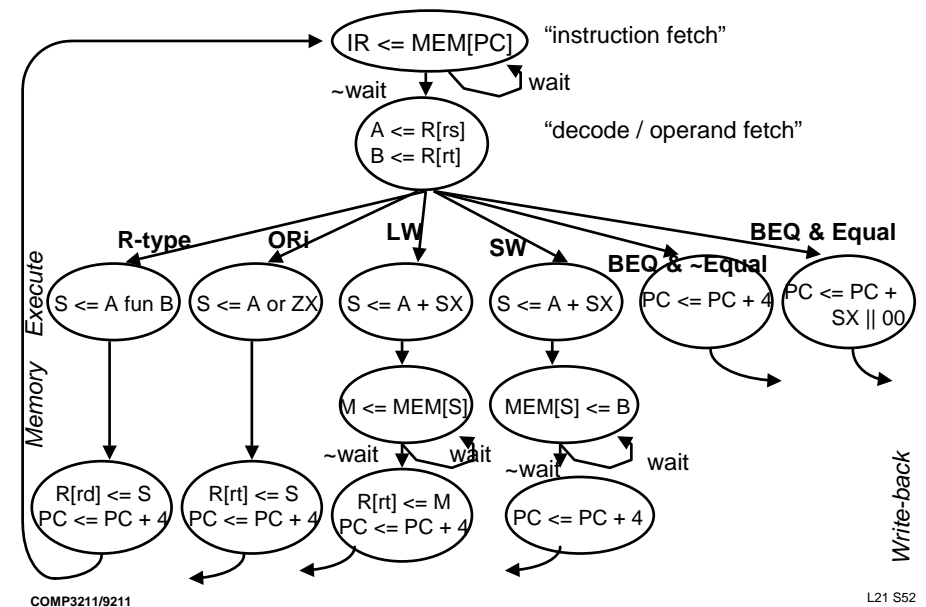 IR <= MEM[PC]
“instruction fetch”
~wait
wait
A <= R[rs]
B <= R[rt]
“decode / operand fetch”
R-type
ORi
LW
SW
BEQ & ~Equal
BEQ & Equal
Execute
S <= A fun B
S <= A or ZX
S <= A + SX
S <= A + SX
PC <= PC + 4
PC <= PC +
SX || 00
Memory
M <= MEM[S]
MEM[S] <= B
~wait
wait
~wait
wait
Write-back
R[rd] <= S
PC <= PC + 4
R[rt] <= S
PC <= PC + 4
R[rt] <= M
PC <= PC + 4
PC <= PC + 4
COMP3211/9211
L21 S52